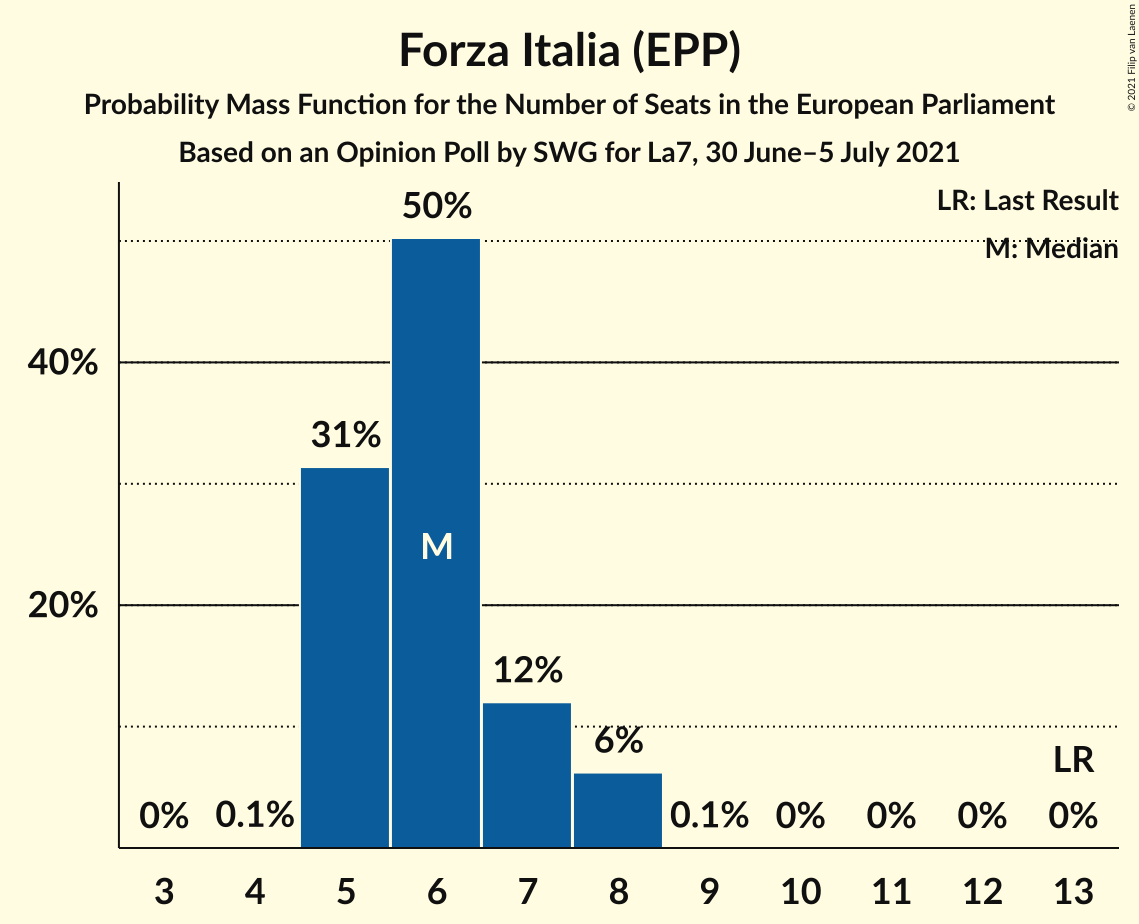 © 2021 Filip van Laenen
Forza Italia (EPP)
Probability Mass Function for the Number of Seats in the European Parliament
Based on an Opinion Poll by SWG for La7, 30 June–5 July 2021
LR: Last Result
M: Median
50%
40%
31%
M
20%
12%
6%
LR
0% 0.1% 0.1% 0% 0% 0% 0%
3 4 5 6 7 8 9 10 11 12 13